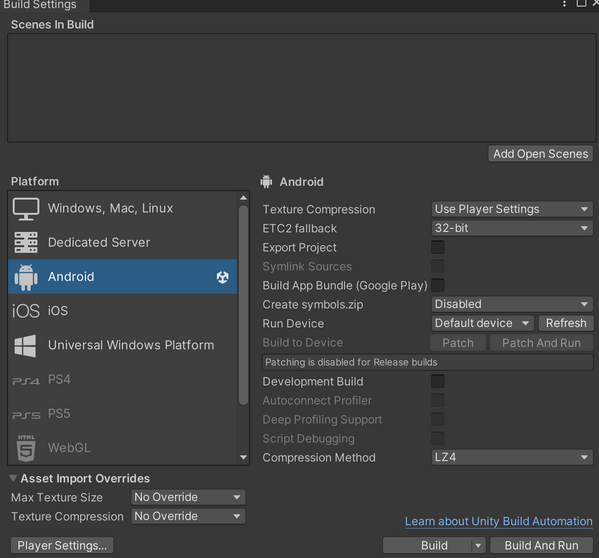 Build Settings
Scenes In Build
Add Open Scenes
Platform
Windows, Mac, Linux
Dedicated Server
Android
iOS iOS
Universal Windows Platform
PS4 PS4
PS5 PS5
HTML 5 WebGL
Android
Texture Compression Use Player Settings
ETC2 fallback 32-bit
Export Project
Symlink Sources
Build App Bundle (Google Play)
Create symbols.zip Disabled
Run Device Default device Refresh
Build to Device Patch Patch And Run
Patching is disabled for Release builds
Development Build
Autoconnect Profiler
Deep Profiling Support
Script Debugging
Compression Method LZ4
Asset Import Overrides
Max Texture Size No Override
Texture Compression No Override
Learn about Unity Build Automation
Player Settings... Build Build And Run